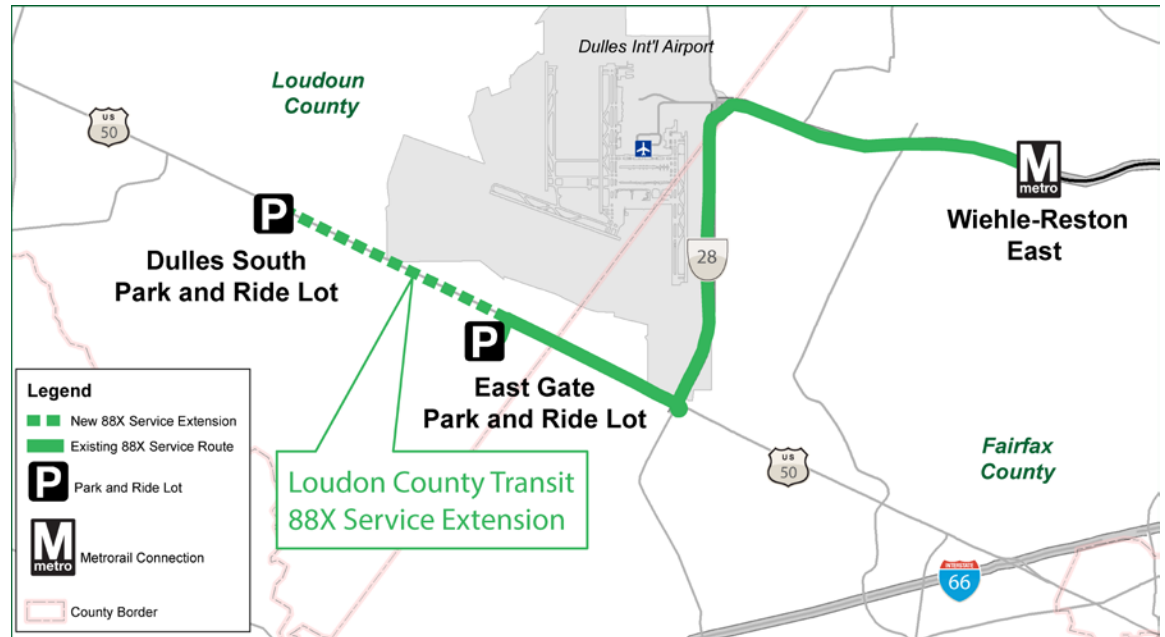 Dulles Int'l Airport
Loudoun
County
US
50
M
metro
Wiehle-Reston
East
P
Dulles South
Park and Ride Lot
28
P
East Gate
Park and Ride Lot
Loudon County Transit
88X Service Extension
US
50
Fairfax
County
INTERSTATE
66
Legend
New 88X Service Extension
Existing 88X Service Route
P
Park and Ride Lot
M
metro
Metrorail Connection
County Border